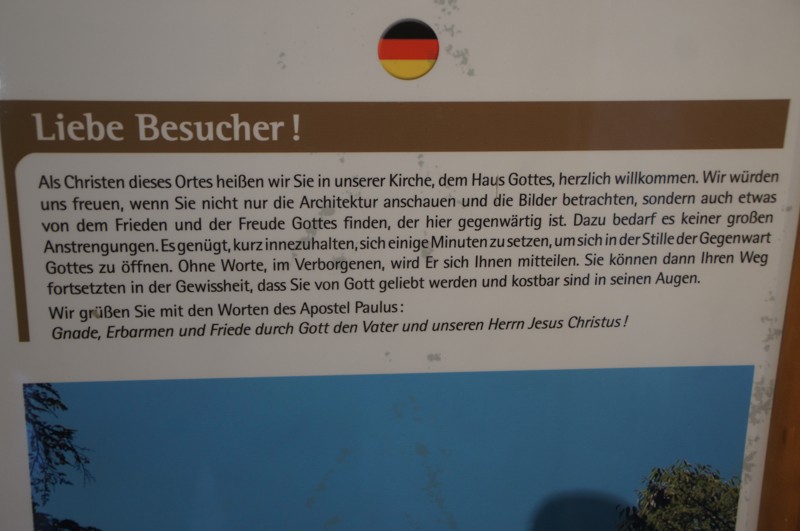 Liebe Besucher!
Als Christen dieses Ortes heißen wir Sie in unserer Kirche, dem Haus Gottes, herzlich willkommen. Wir würden
uns freuen, wenn Sie nicht nur die Architektur anschauen und die Bilder betrachten, sondern auch etwas
von dem Frieden und der Freude Gottes finden, der hier gegenwärtig ist. Dazu bedarf es keiner großen
Anstrengungen. Es genügt, kurz innezuhalten, sich einige Minuten zu setzen, um sich in der Stille der Gegenwart
Gottes zu öffnen. Ohne Worte, im Verborgenen, wird Er sich Ihnen mitteilen. Sie können dann Ihren Weg
fortsetzten in der Gewissheit, dass Sie von Gott geliebt werden und kostbar sind in seinen Augen.
Wir grüßen Sie mit den Worten des Apostel Paulus:
Gnade, Erbarmen und Friede durch Gott den Vater und unseren Herrn Jesus Christus!